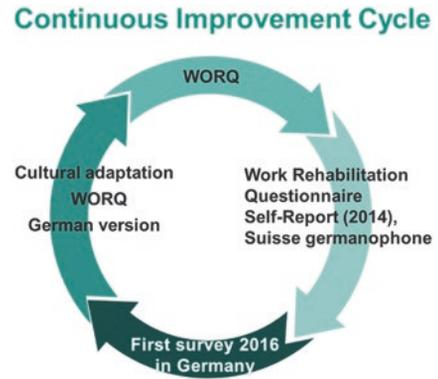 Continuous Improvement Cycle
WORQ
Work Rehabilitation
Questionnaire
Self-Report (2014),
Suisse germanophone
First survey 2016
in Germany
Cultural adaptation
WORQ
German version